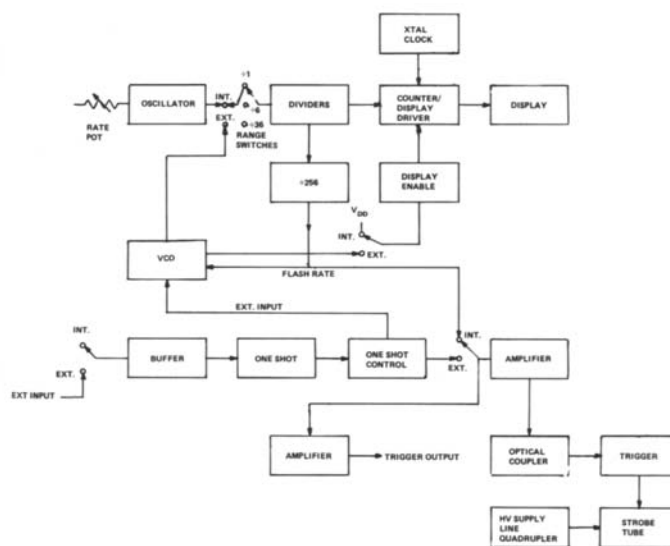 XTAL
CLOCK
RATE
POT
OSCILLATOR
INT.
EXT.
÷1
÷6
÷36
RANGE
SWITCHES
DIVIDERS
COUNTER/
DISPLAY
DRIVER
DISPLAY
÷256
DISPLAY
ENABLE
VDD
INT.
EXT.
VCD
FLASH RATE
EXT. INPUT
INT.
EXT.
EXT INPUT
BUFFER
ONE SHOT
ONE SHOT
CONTROL
INT.
EXT.
AMPLIFIER
AMPLIFIER
TRIGGER OUTPUT
OPTICAL
COUPLER
TRIGGER
HV SUPPLY
LINE
QUADRUPLER
STROBE
TUBE